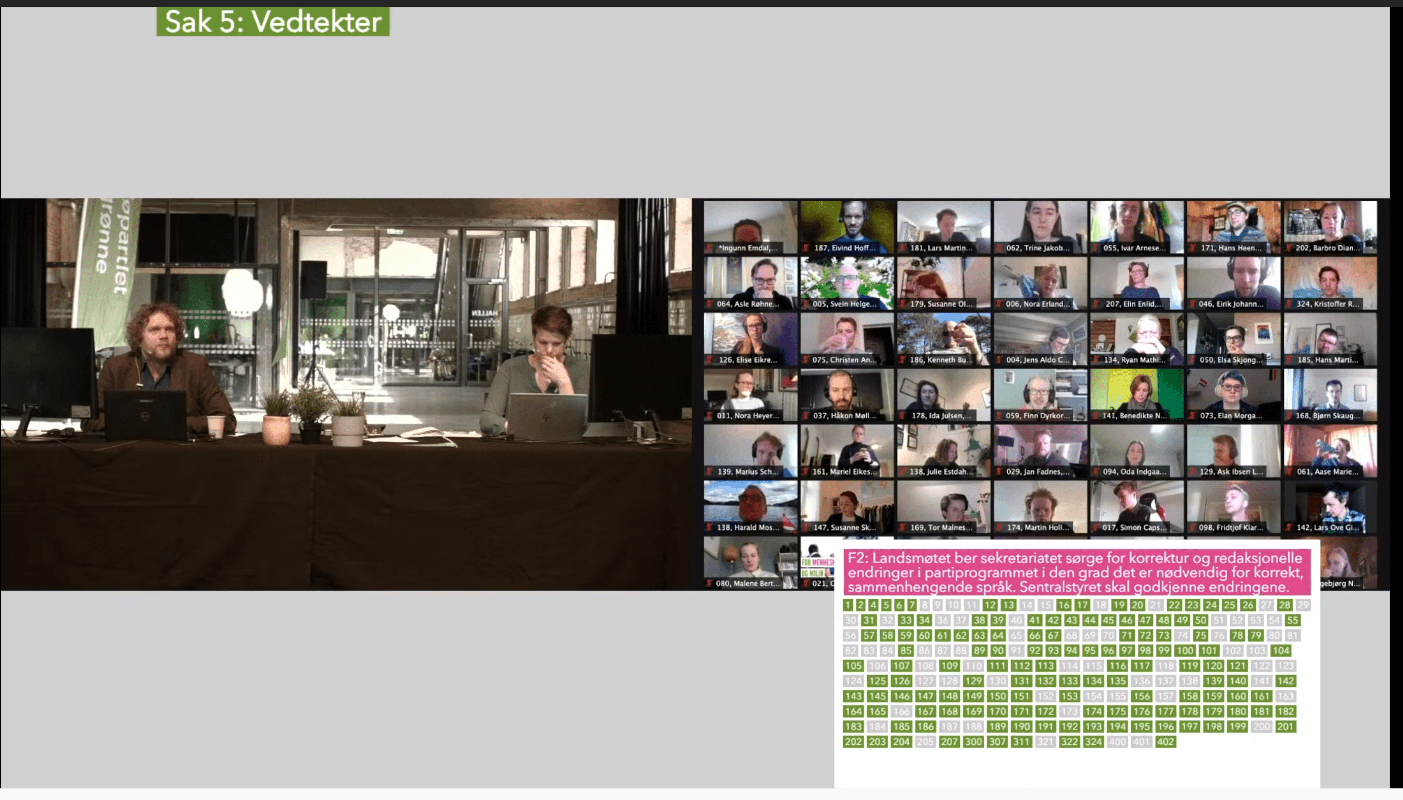 Sak 5: Vedtekter
øpartiet
rønne
HALLEN
*Ingunn Emdal,...
187, Eivind Hoff...
181, Lars Martin...
062, Trine Jakob...
055, Ivar Arnese...
171, Hans Heen...
202, Barbro Dian...
064, Asle Røhne...
005, Svein Helge...
179, Susanne Ol...
006, Nora Erland...
207, Elin Enlid,...
046, Eirik Johann...
324, Kristoffer R...
126, Elise Eikre...
075, Christen An...
186, Kenneth Bu...
004, Jens Aldo C...
134, Ryan Mathi...
050, Elsa Skjong...
185, Hans Marti...
011, Nora Heyer...
037, Håkon Møll...
178, Ida Julsen,...
059, Finn Dyrkor...
141, Benedikte N...
073, Elan Morga...
168, Bjørn Skaug...
139, Marius Sch...
161, Mariel Eikes...
138, Julie Estdah...
029, Jan Fadnes,...
094, Oda Indgaa...
129, Ask Ibsen L...
061, Aase Marie...
138, Harald Mos...
147, Susanne Sk...
169, Tor Malnes...
174, Martin Holl...
017, Simon Caps...
098, Fridtjof Klar...
142, Lars Ove Gi...
080, Malene Bert...
FOR MENNESK
OG MILJØ
021, 
gebjørg N...
F2: Landsmøtet ber sekretariatet sørge for korrektur og redaksjonelle
endringer i partiprogrammet i den grad det er nødvendig for korrekt,
sammenhengende språk. Sentralstyret skal godkjenne endringene.
1 2 4 5 6 7 8 9 10 11 12 13 14 15 16 17 18 19 20 21 22 23 24 25 26 27 28 29
30 31 32 33 34 36 37 38 39 40 41 42 43 44 45 46 47 48 49 50 51 52 53 54 55
56 57 58 59 60 61 62 63 64 65 66 67 68 69 70 71 72 73 74 75 76 78 79 80 81
82 83 84 85 86 87 88 89 90 91 92 93 94 95 96 97 98 99 100 101 102 103 104
105 106 107 108 109 110 111 112 113 114 115 116 117 118 119 120 121 122 123
124 125 126 127 128 129 130 131 132 133 134 135 136 137 138 139 140 141 142
143 145 146 147 148 149 150 151 152 153 154 155 156 157 158 159 160 161 163
164 165 166 167 168 169 170 171 172 173 174 175 176 177 178 179 180 181 182
183 184 185 186 187 188 189 190 191 192 193 194 195 196 197 198 199 200 201
202 203 204 205 207 300 307 311 321 322 324 400 401 402